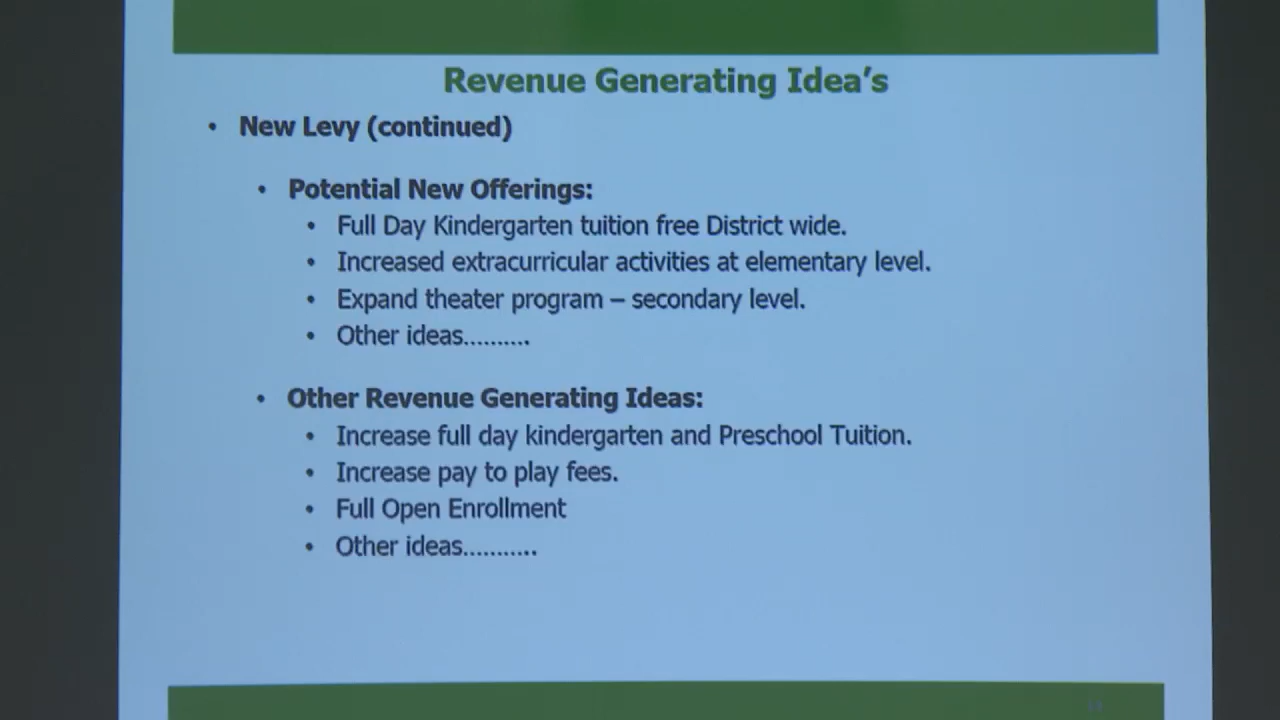 Revenue Generating Idea's
• New Levy (continued)
• Potential New Offerings:
• Full Day Kindergarten tuition free District wide.
• Increased extracurricular activities at elementary level.
• Expand theater program – secondary level.
• Other ideas..........
• Other Revenue Generating Ideas:
• Increase full day kindergarten and Preschool Tuition.
• Increase pay to play fees.
• Full Open Enrollment
• Other ideas...........